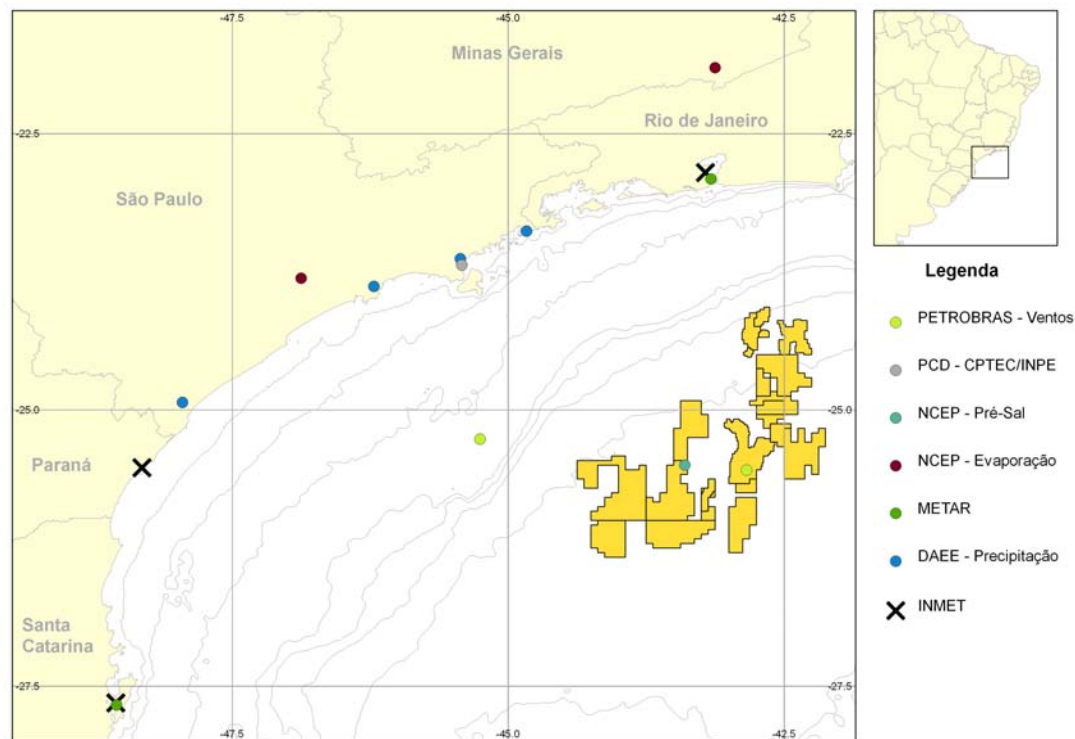 -47.5
-45.0
-42.5
Minas Gerais
Rio de Janeiro
-22.5
-22.5
São Paulo
-25.0
-25.0
Paraná
Santa
Catarina
-27.5
-27.5
-47.5
-45.0
-42.5
Legenda
PETROBRAS - Ventos
PCD - CPTEC/INPE
NCEP - Pré-Sal
NCEP - Evaporação
METAR
DAEE - Precipitação
INMET